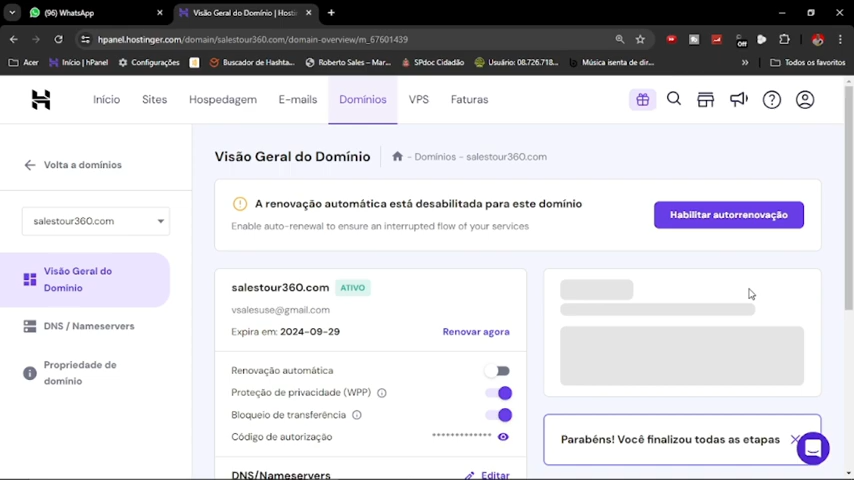 (96) WhatsApp
Visão Geral do Domínio | Hostin
hpanel.hostinger.com/domain/salestour360.com/domain-overview/m_67601439
Acer
Início | hPanel
Configurações
Buscador de Hashta...
Roberto Sales – Mar...
SPdoc Cidadão
Usuário: 08.726.718...
Música isenta de dir...
Todos os favoritos
off
Início
Sites
Hospedagem
E-mails
Domínios
VPS
Faturas
Volta a domínios
salestour360.com
Visão Geral do
Domínio
DNS / Nameservers
Propriedade de
domínio
Visão Geral do Domínio
- Domínios - salestour360.com
A renovação automática está desabilitada para este domínio
Enable auto-renewal to ensure an interrupted flow of your services
Habilitar autorrenovação
salestour360.com
ATIVO
vsalesuse@gmail.com
Expira em: 2024-09-29
Renovar agora
Renovação automática
Proteção de privacidade (WPP)
Bloqueio de transferência
Código de autorização
*************
DNS/Nameservers
Editar
Parabéns! Você finalizou todas as etapas